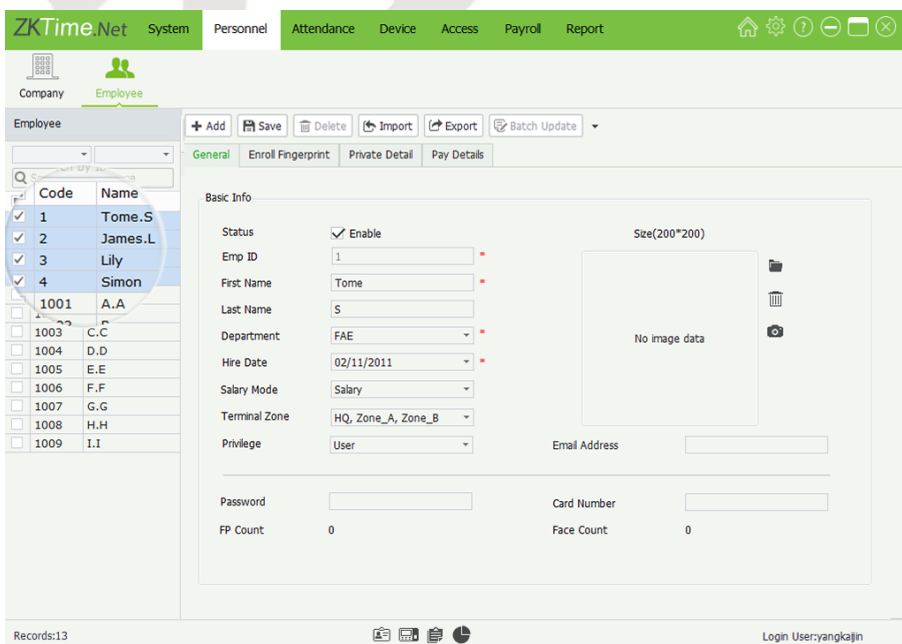 ZKTime.Net System Personnel Attendance Device Access Payroll Report
Company Employee
Employee
Add Save Delete Import Export Batch Update
General Enroll Fingerprint Private Detail Pay Details
Code Name
1 Tome.S
2 James.L
3 Lily
4 Simon
1001 A.A
1003 C.C
1004 D.D
1005 E.E
1006 F.F
1007 G.G
1008 H.H
1009 I.I
Basic Info
Status Enable Size(200*200)
Emp ID 1 *
First Name Tome *
Last Name S
Department FAE *
Hire Date 02/11/2011 *
Salary Mode Salary
Terminal Zone HQ, Zone_A, Zone_B
Privilege User
No image data
Email Address
Password
Card Number
FP Count 0
Face Count 0
Records:13 Login User:yangkaijin